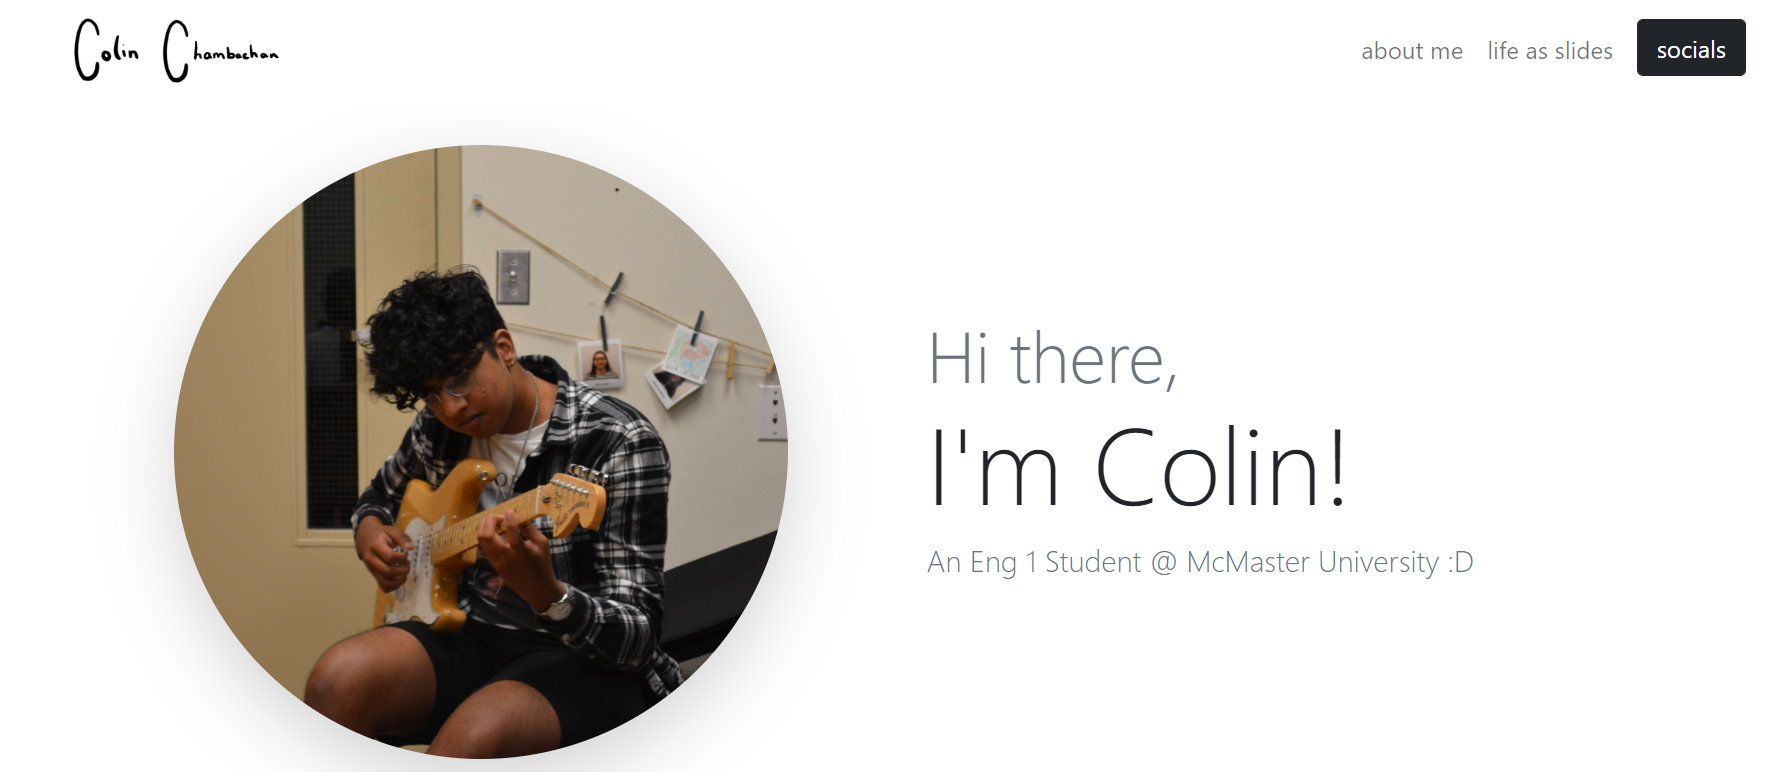 Colin Chambachan
about me life as slides socials
Hi there,
I'm Colin!
An Eng 1 Student @ McMaster University :D